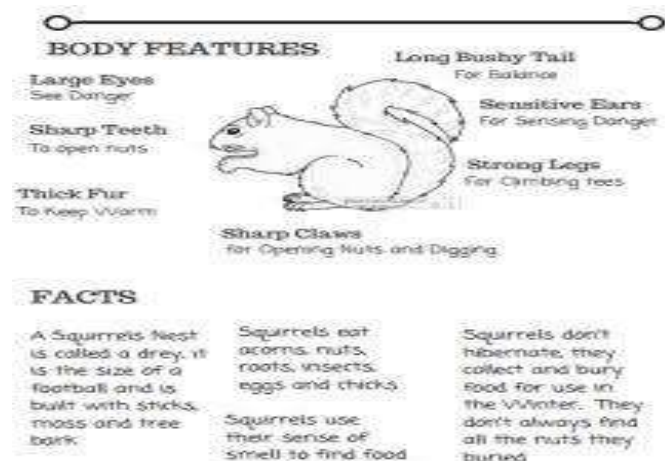 BODY FEATURES
Large Eyes
See Danger
Sharp Teeth
To open nuts
Thick Fur
To Keep Warm
Long Bushy Tail
For Balance
Sensitive Ears
For Sensing Danger
Strong Legs
For Climbing tees
Sharp Claws
for Opening Nuts and Digging
FACTS
A Squirrels Nest
is called a drey, it
is the size of a
football and is
built with sticks,
moss and tree
bark
Squirrels eat
acorns, nuts,
roots, insects,
eggs and chicks
Squirrels use
their sense of
smell to find food
Squirrels don't
hibernate, they
collect and bury
food for use in
the Winter. They
don't always find
all the nuts they
buried